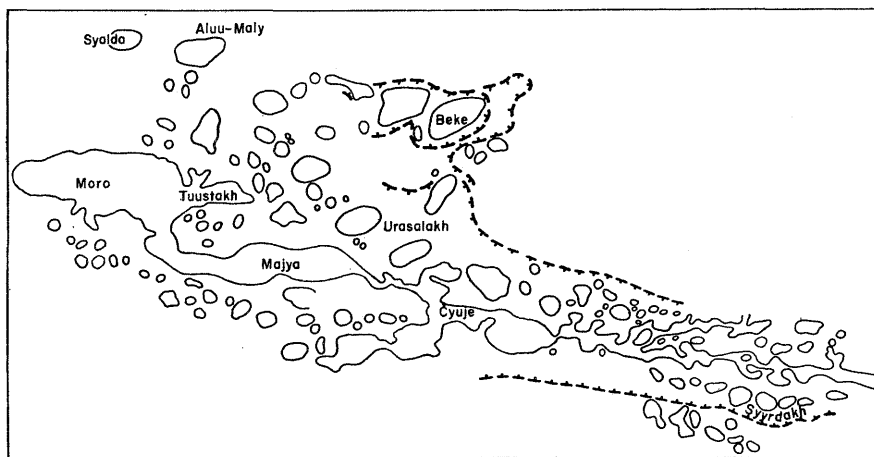 Aluu-Maly
Syalda
Beke
Moro
Tuustakh
Urasalakh
Majya
Cyuje
Syyrdakh